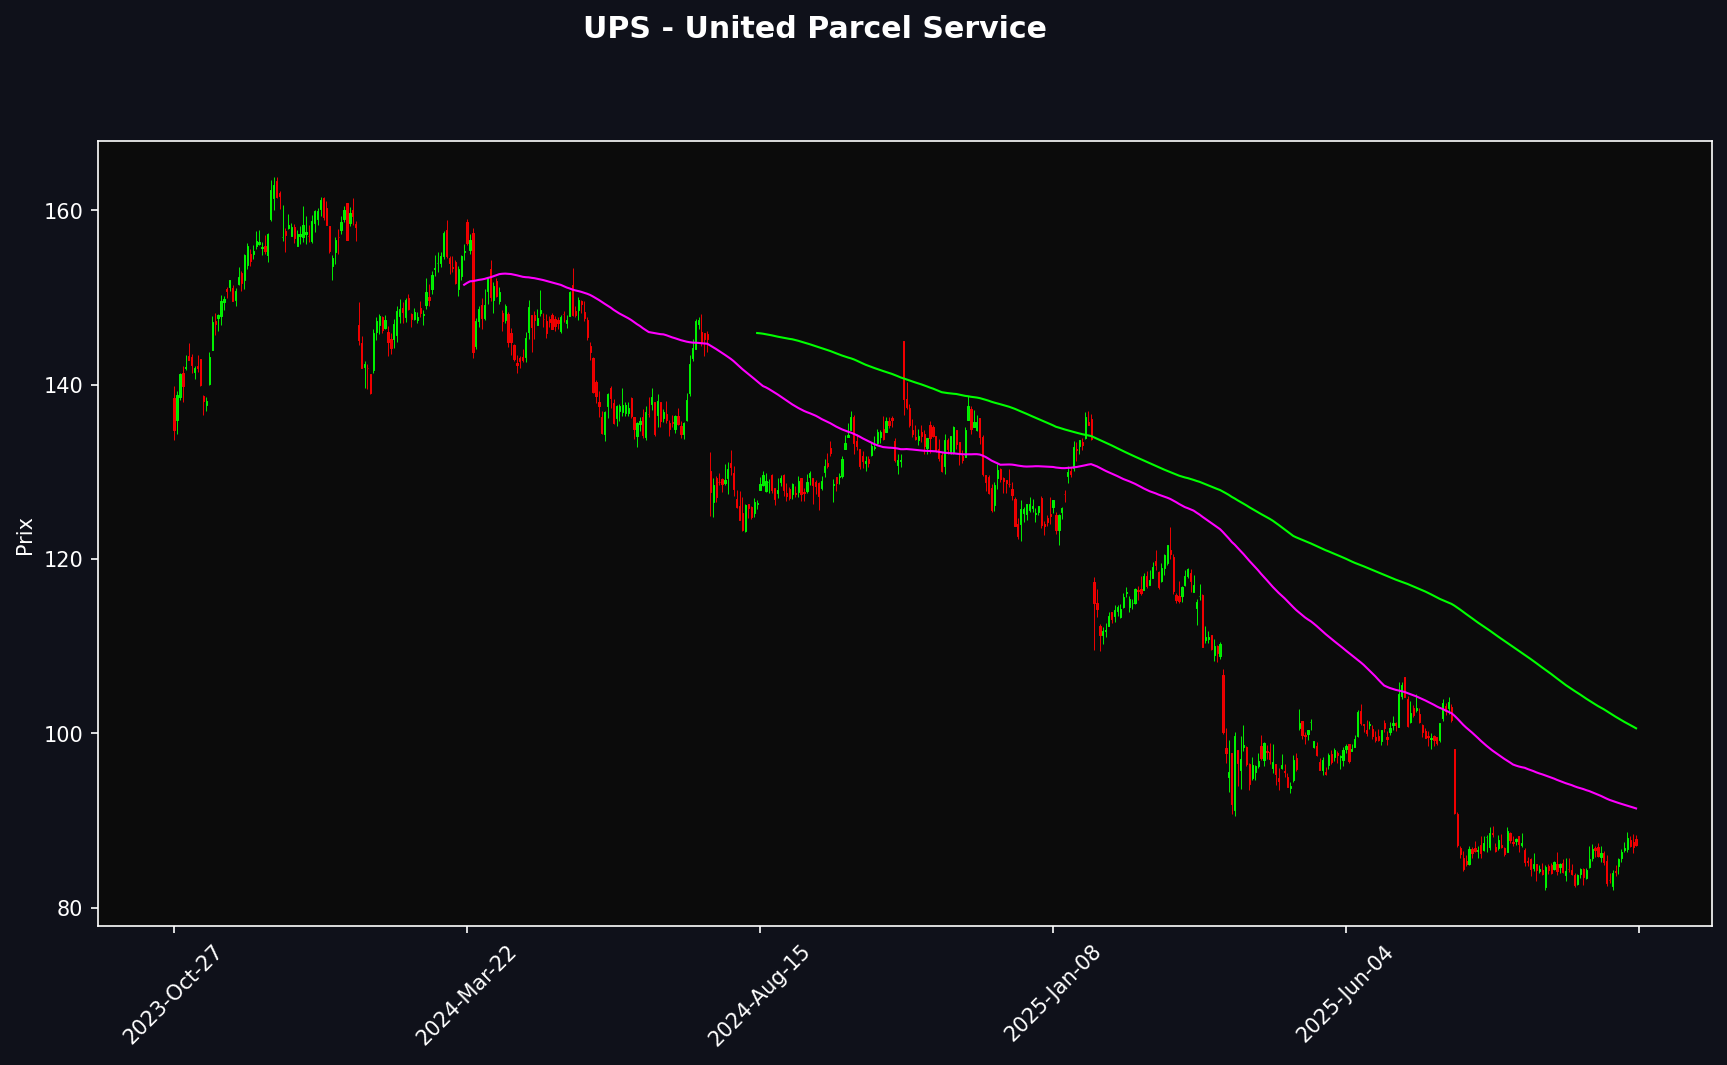 UPS - United Parcel Service
Prix
160
140
120
100
80
2023-Oct-27
2024-Mar-22
2024-Aug-15
2025-Jan-08
2025-Jun-04